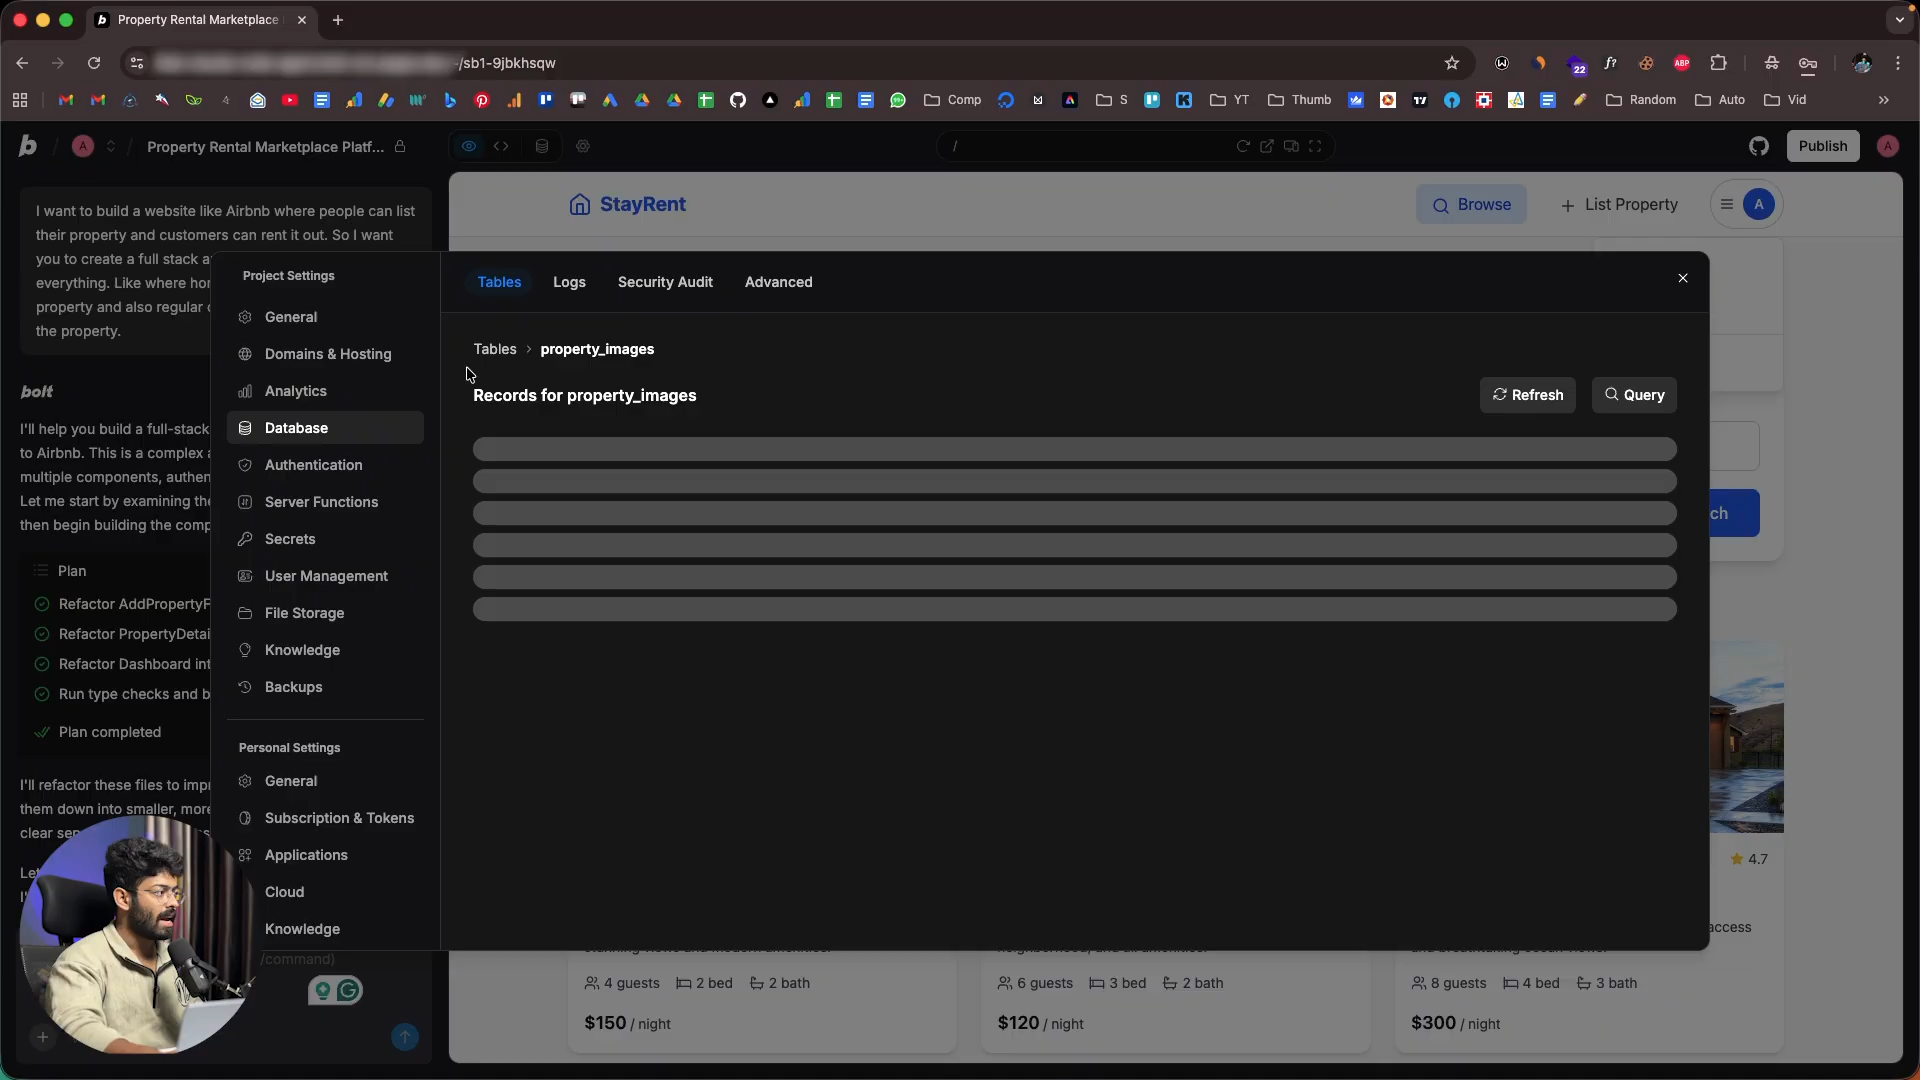 Property Rental Marketplace
/sb1-9jbkhsqw
22
ABP
Comp
S
YT
Thumb
Random
Auto
Vid
b
A
Property Rental Marketplace Platf...
/
Publish
A
I want to build a website like Airbnb where people can list
their property and customers can rent it out. So I want
you to create a full stack a
everything. Like where hor
property and also regular c
the property.
bolt
I'll help you build a full-stack
to Airbnb. This is a complex a
multiple components, authen
Let me start by examining the
then begin building the comp
Plan
Refactor AddPropertyF
Refactor PropertyDetai
Refactor Dashboard int
Run type checks and b
Plan completed
I'll refactor these files to impr
them down into smaller, more
clear sep
Let
/command)
Project Settings
General
Domains & Hosting
Analytics
Database
Authentication
Server Functions
Secrets
User Management
File Storage
Knowledge
Backups
Personal Settings
General
Subscription & Tokens
Applications
Cloud
Knowledge
Tables
Logs
Security Audit
Advanced
Tables > property_images
Records for property_images
Refresh
Query
StayRent
Browse
+ List Property
A
ch
4.7
access
4 guests 2 bed 2 bath
$150 / night
6 guests 3 bed 2 bath
$120 / night
8 guests 4 bed 3 bath
$300 / night